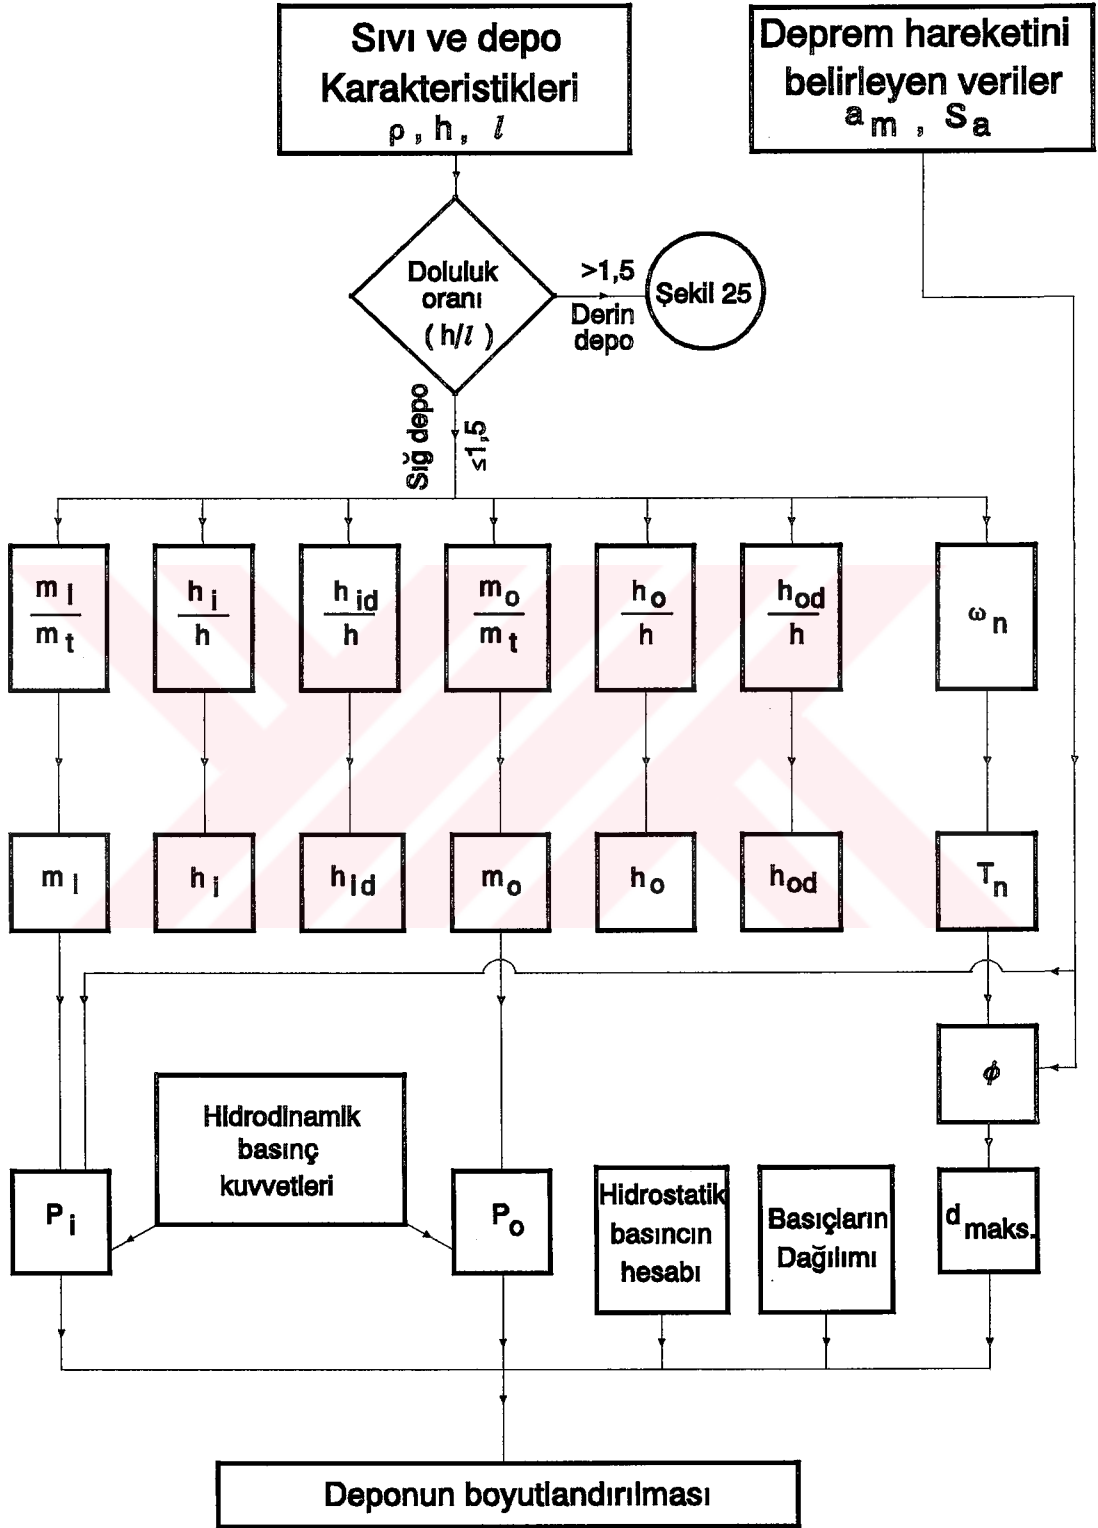 Sıvı ve depo
Karakteristikleri
ρ , h , l
Deprem hareketini
belirleyen veriler
a m , S a
Doluluk
oranı
( h/l )
>1,5
Derin
depo
Şekil 25
Sığ depo
≤1,5
m i / m t
h i / h
h id / h
m o / m t
h o / h
h od / h
ω n
m i
h i
h id
m o
h o
h od
T n
ϕ
Hidrodinamik
basınç
kuvvetleri
P i
P o
Hidrostatik
basıncın
hesabı
Basıçların
Dağılımı
d maks.
Deponun boyutlandırılması